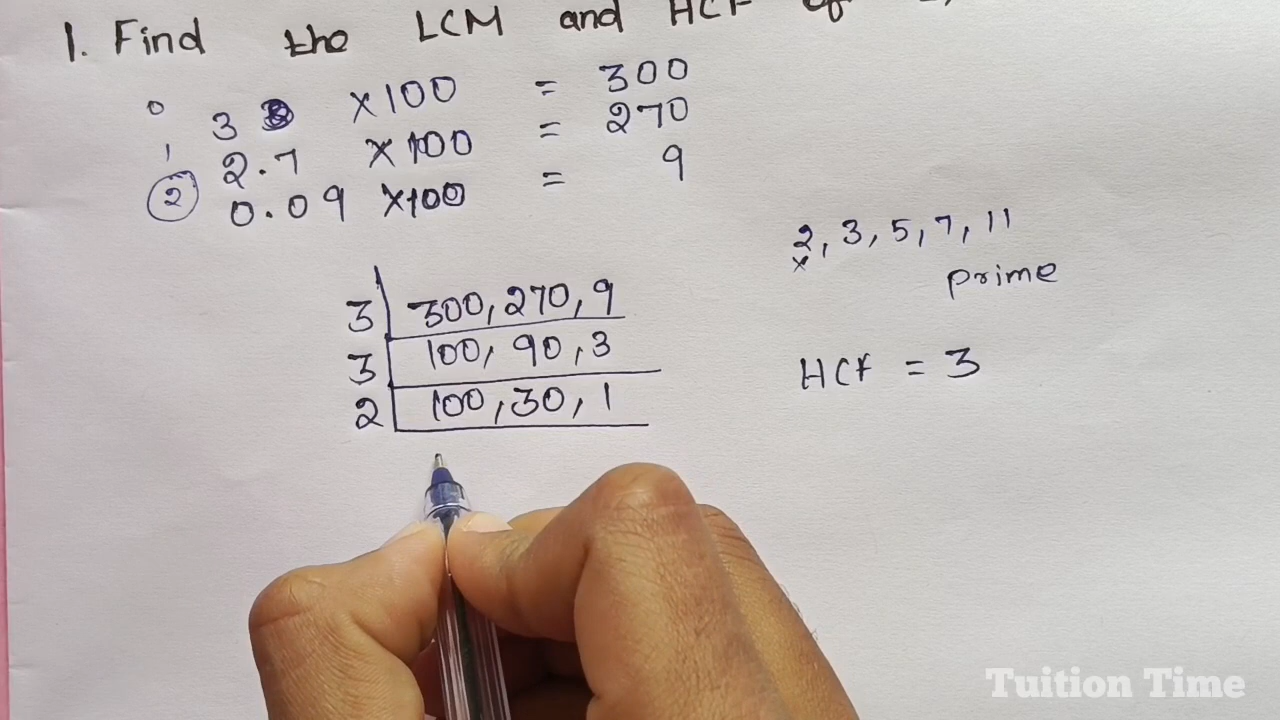 1. Find the LCM and HCF of
0 3 ×100 = 300
1 2.7 ×100 = 270
2 0.09 ×100 = 9
2, 3, 5, 7, 11
×
prime
3 300, 270, 9
3 100, 90, 3
2 100, 30, 1
HCF = 3
Tuition Time